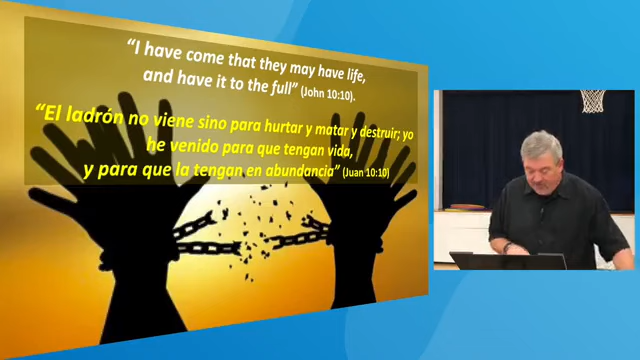 “I have come that they may have life,
and have it to the full” (John 10:10).
“El ladrón no viene sino para hurtar y matar y destruir; yo
he venido para que tengan vida,
y para que la tengan en abundancia” (Juan 10:10)